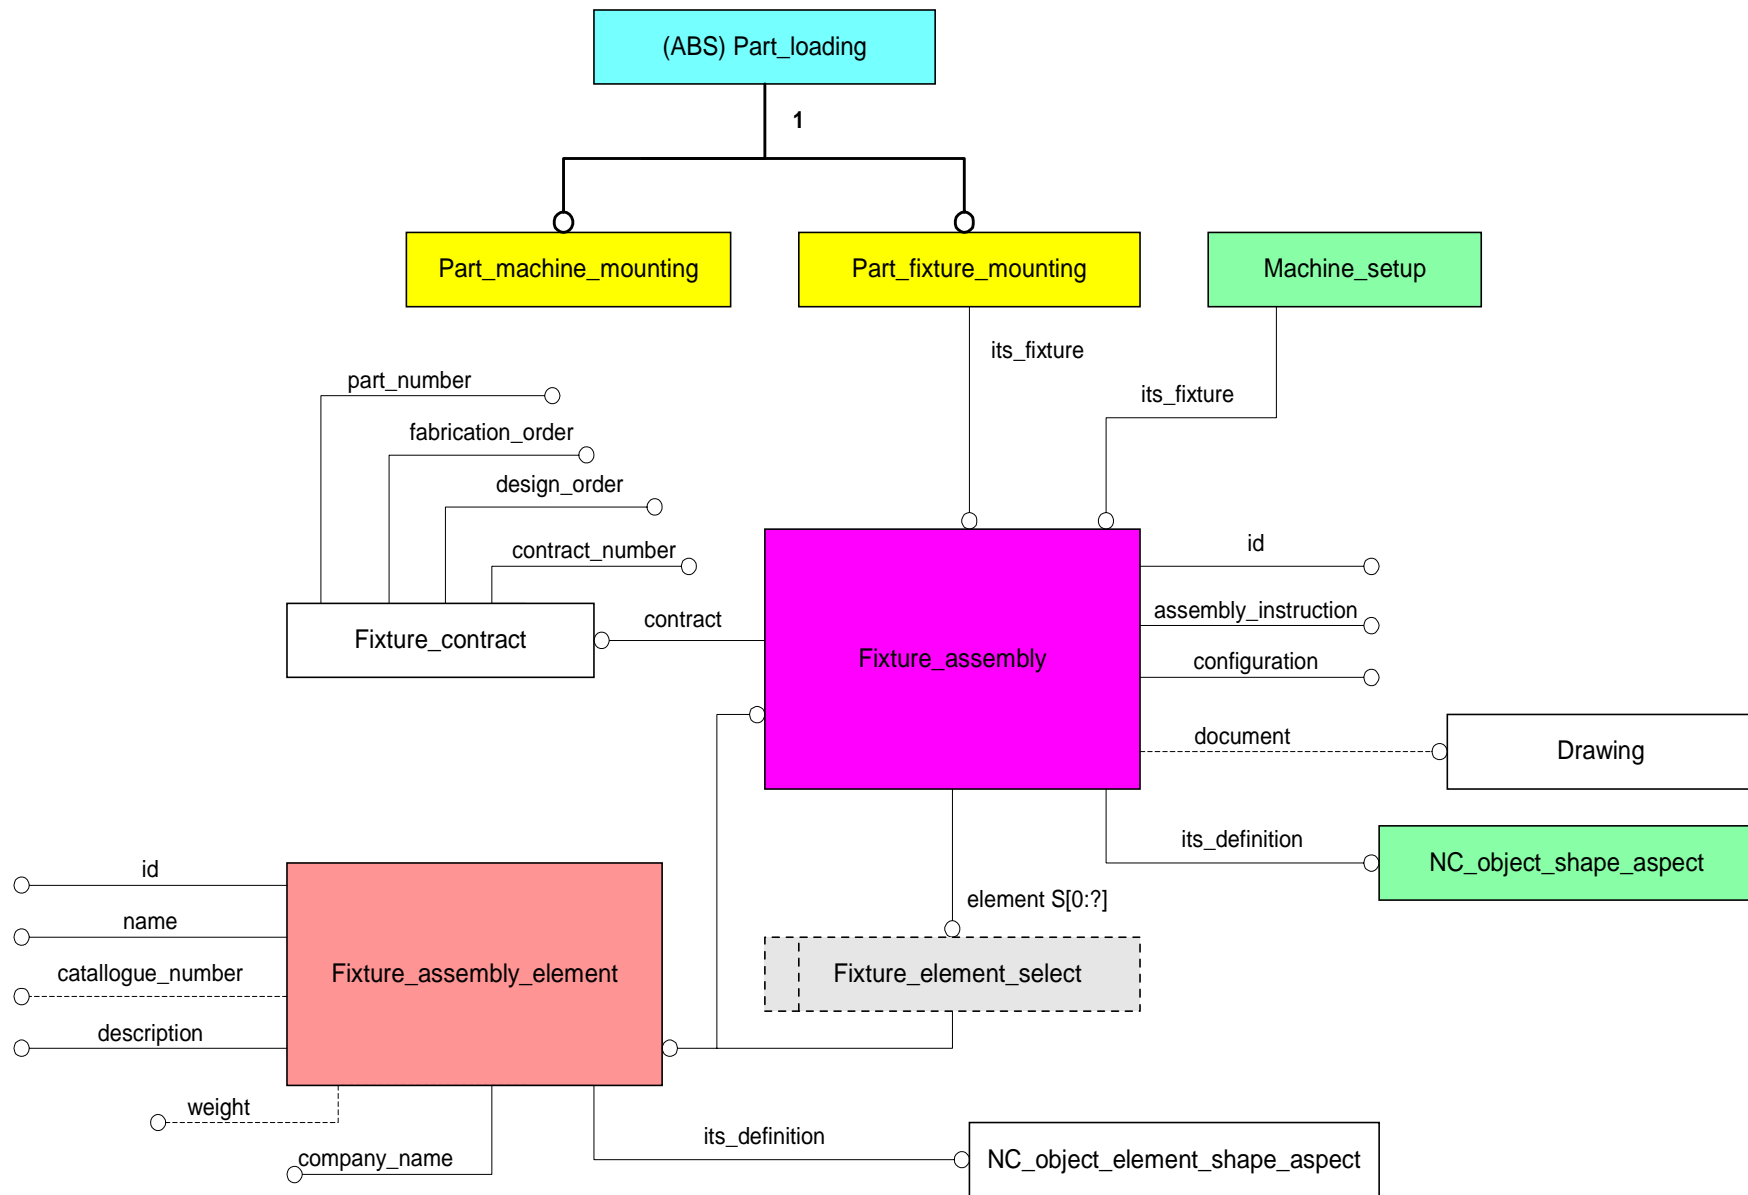 (ABS) Part_loading
1
Part_machine_mounting
Part_fixture_mounting
Machine_setup
its_fixture
part_number
its_fixture
fabrication_order
design_order
contract_number
id
assembly_instruction
contract
Fixture_contract
Fixture_assembly
configuration
document
Drawing
its_definition
NC_object_shape_aspect
id
element S[0:?]
name
catallogue_number
Fixture_assembly_element
Fixture_element_select
description
weight
its_definition
company_name
NC_object_element_shape_aspect